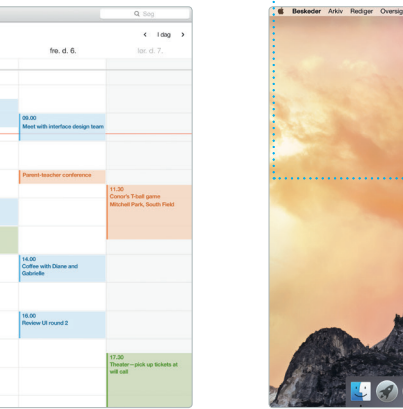 Søg
I dag
fre. d. 6.
lør. d. 7.
09.00
Meet with interface design team
Parent-teacher conference
11.30
Conor's T-ball game
Mitchell Park, South Field
14.00
Coffee with Diane and
Gabrielle
16.00
Review UI round 2
17.30
Theater—pick up tickets at
will call
Beskeder Arkiv Rediger Oversig